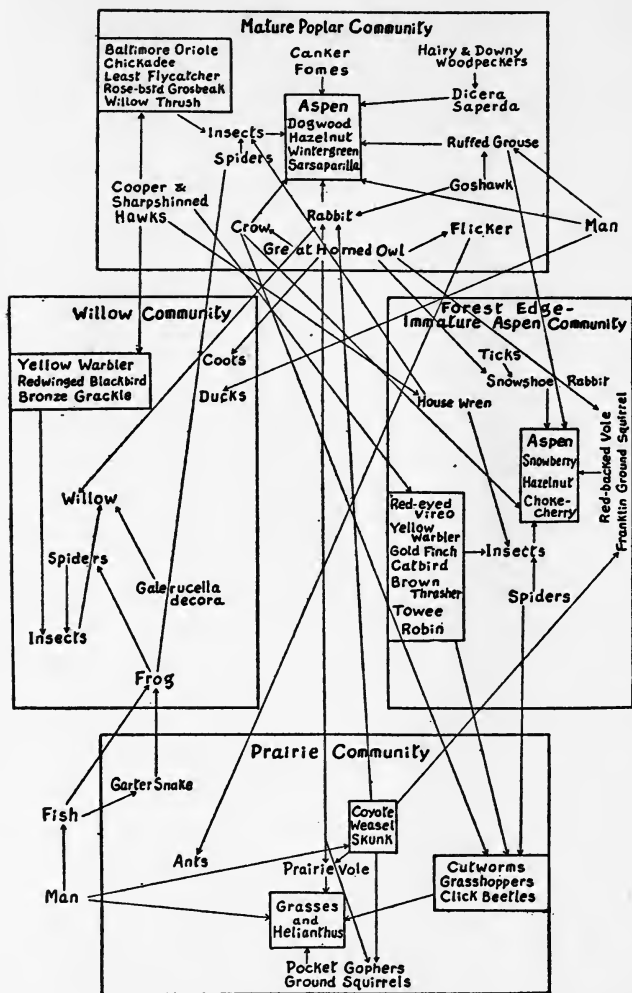 Mature Poplar Community
Baltimore Oriole
Chickadee
Least Flycatcher
Rose-bstd Grosbeak
Willow Thrush
Canker
Fomes
Hairy & Downy
Woodpeckers
Dicera
Saperda
Aspen
Dogwood
Hazelnut
Wintergreen
Sarsaparilla
Insects
Spiders
Ruffed Grouse
Goshawk
Cooper &
Sharpshinned
Hawks
Crow
Rabbit
Flicker
Man
Great Horned Owl
Willow Community
Yellow Warbler
Redwinged Blackbird
Bronze Grackle
Coots
Ducks
Willow
Spiders
Galerucella
decora
Insects
Frog
Forest Edge-
Immature Aspen Community
Ticks
Snowshoe Rabbit
House Wren
Aspen
Snowberry
Hazelnut
Choke-
cherry
Red-backed Vole
Franklin Ground Squirrel
Red-eyed
Vireo
Yellow
Warbler
Gold Finch
Catbird
Brown
Thrasher
Towee
Robin
Insects
Spiders
Prairie Community
Garter Snake
Fish
Man
Ants
Coyote
Weasel
Skunk
Prairie Vole
Grasses
and
Helianthus
Cutworms
Grasshoppers
Click Beetles
Pocket Gophers
Ground Squirrels